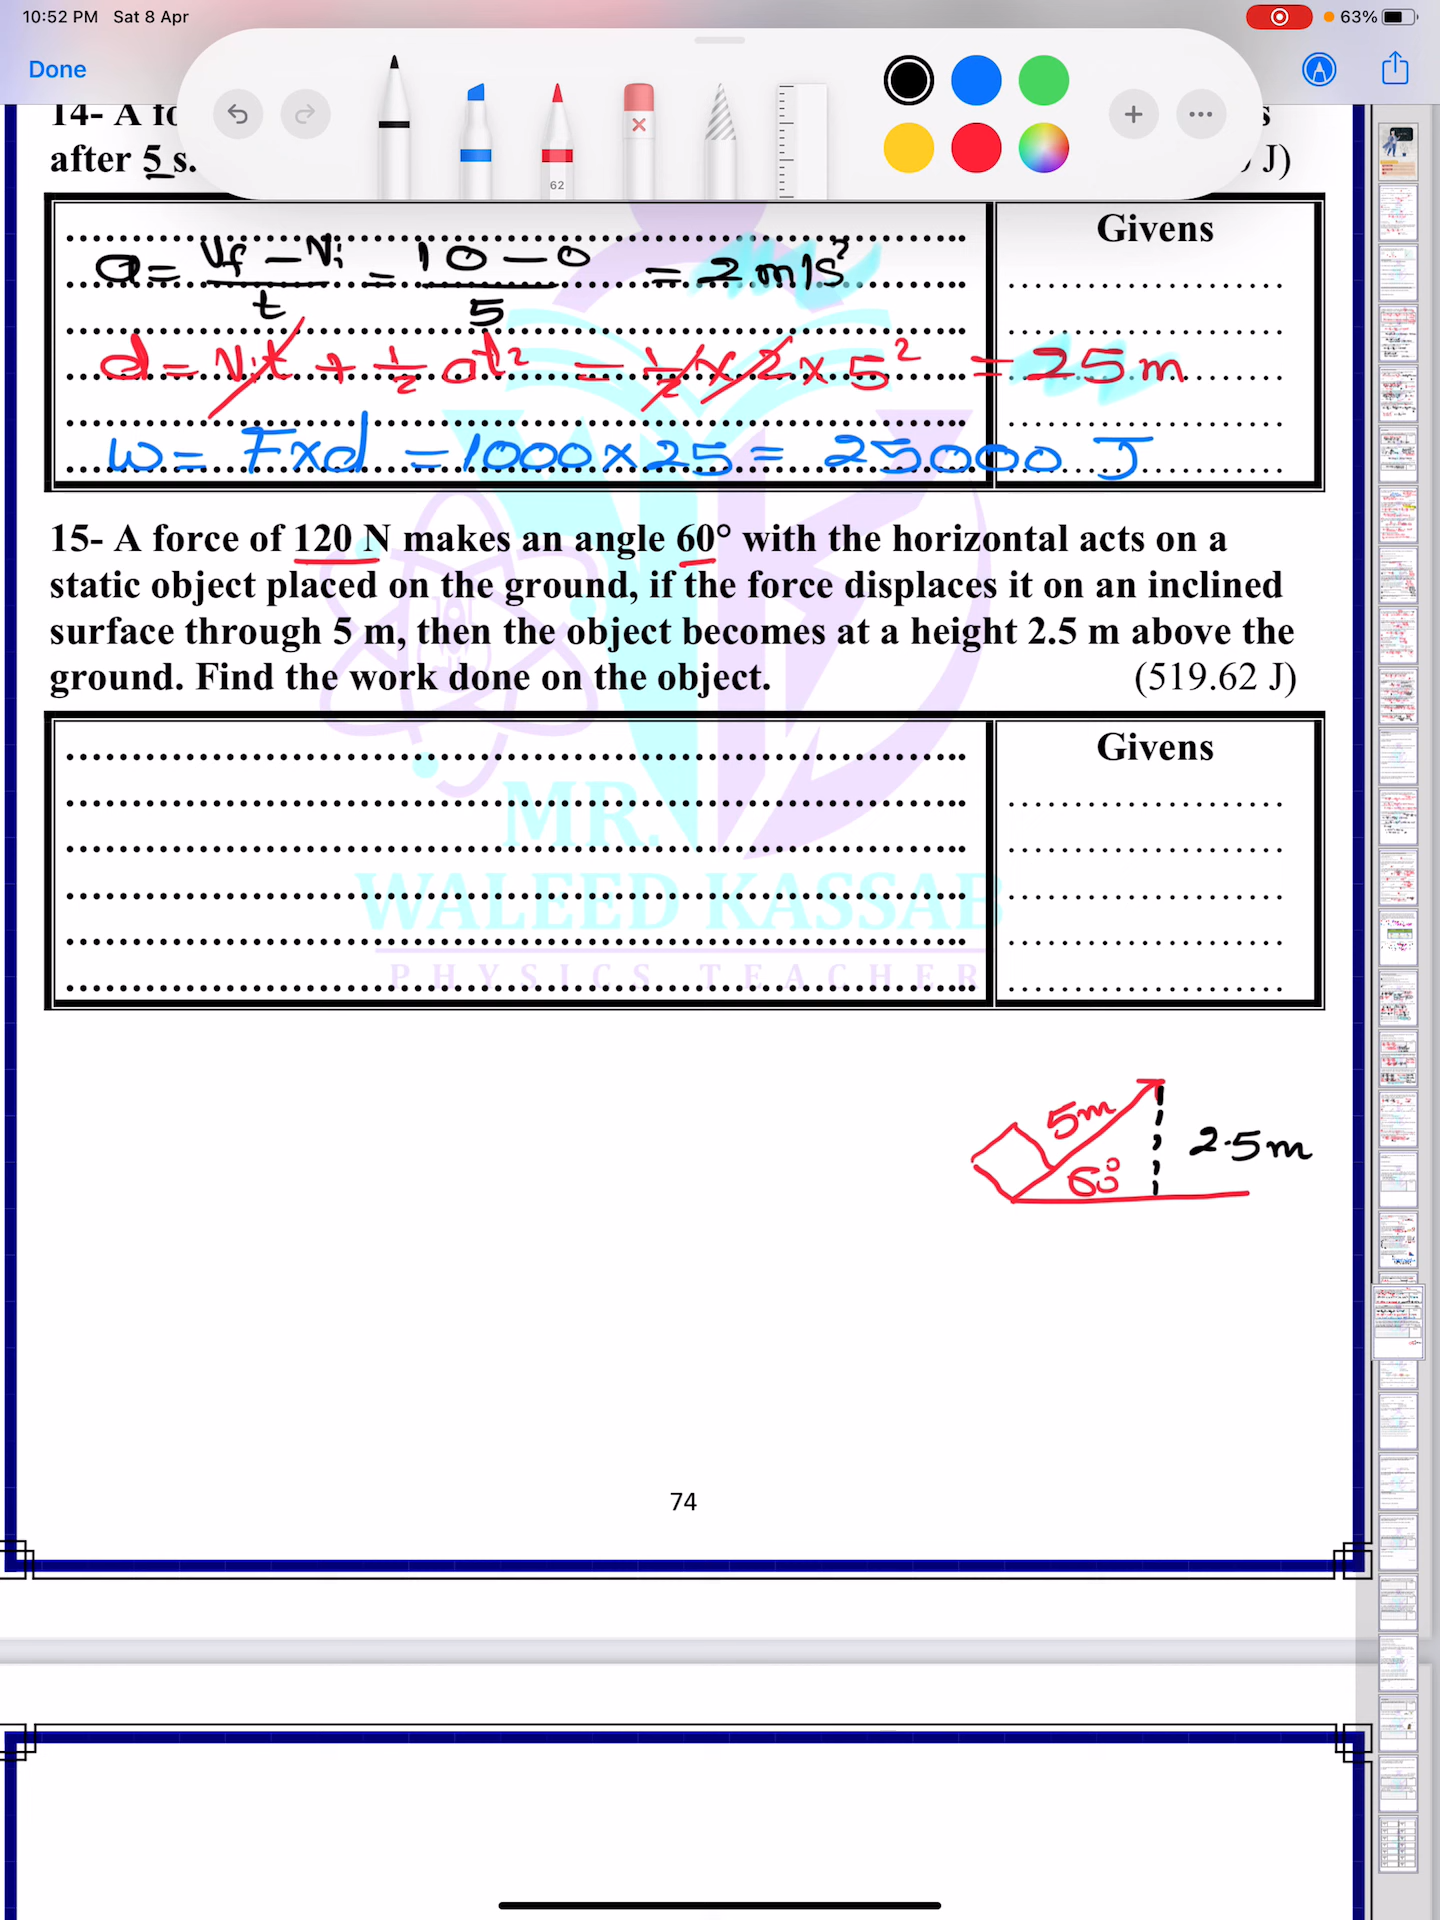 10:52 PM Sat 8 Apr
63%
Done
62
14- A fo
s
after 5 s.
J)
Givens
a = Vf - Vi / t = 10 - 0 / 5 = 2 m/s²
d = Vit + 1/2 at² = 1/2 × 2 × 5² = 25 m
w = F×d = 1000 × 25 = 25000 J
15- A force of 120 N makes an angle 60° with the horizontal acts on a
static object placed on the ground, if the force displaces it on an inclined
surface through 5 m, then the object becomes at a height 2.5 m above the
ground. Find the work done on the object. (519.62 J)
Givens
MR.
WALEED KASSAB
PHYSICS TEACHER
5m
2.5m
60°
74